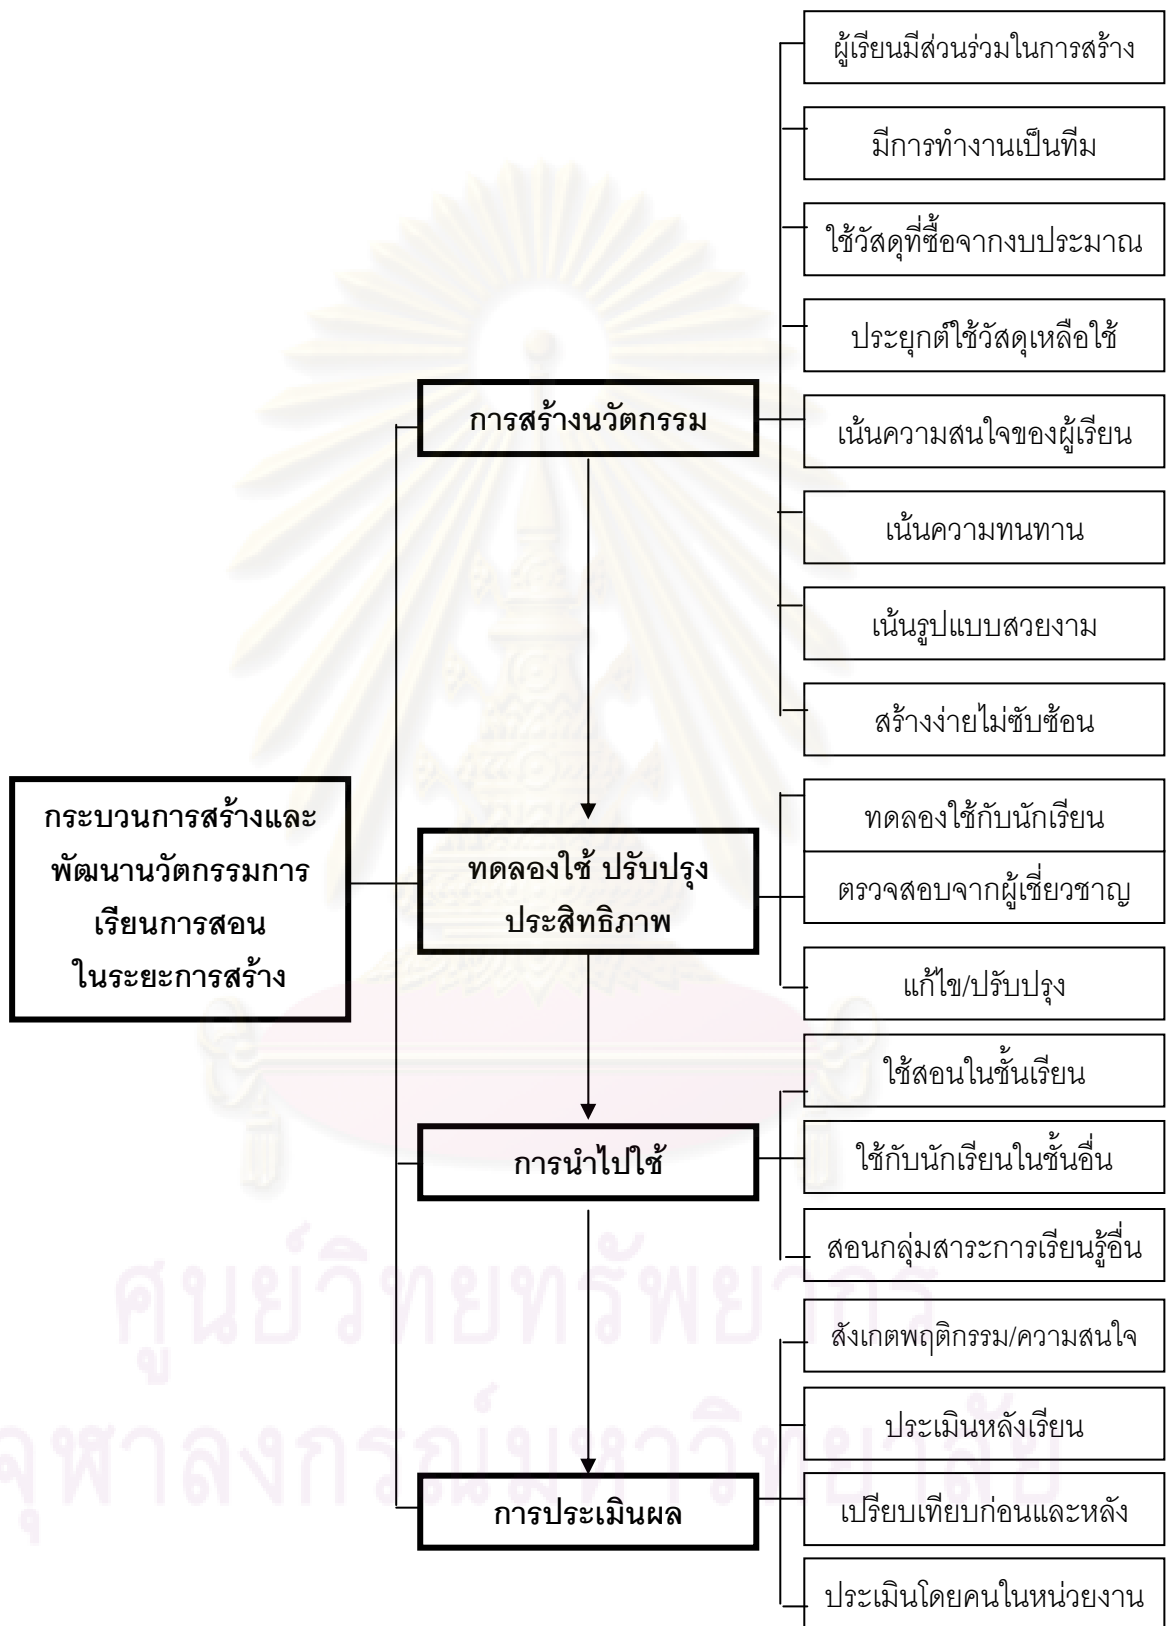 ผู้เรียนมีส่วนร่วมในการสร้าง
มีการทำงานเป็นทีม
ใช้วัสดุที่ซื้อจากงบประมาณ
ประยุกต์ใช้วัสดุเหลือใช้
การสร้างนวัตกรรม
เน้นความสนใจของผู้เรียน
เน้นความทนทาน
เน้นรูปแบบสวยงาม
สร้างง่ายไม่ซับซ้อน
กระบวนการสร้างและ
พัฒนานวัตกรรมการ
เรียนการสอน
ในระยะการสร้าง
ทดลองใช้ ปรับปรุง
ประสิทธิภาพ
ทดลองใช้กับนักเรียน
ตรวจสอบจากผู้เชี่ยวชาญ
แก้ไข/ปรับปรุง
ใช้สอนในชั้นเรียน
การนำไปใช้
ใช้กับนักเรียนในชั้นอื่น
สอนกลุ่มสาระการเรียนรู้อื่น
ศูนย์วิทยทรัพยากร
สังเกตพฤติกรรม/ความสนใจ
จุฬาลงกรณ์มหาวิทยาลัย
ประเมินหลังเรียน
การประเมินผล
เปรียบเทียบก่อนและหลัง
ประเมินโดยคนในหน่วยงาน